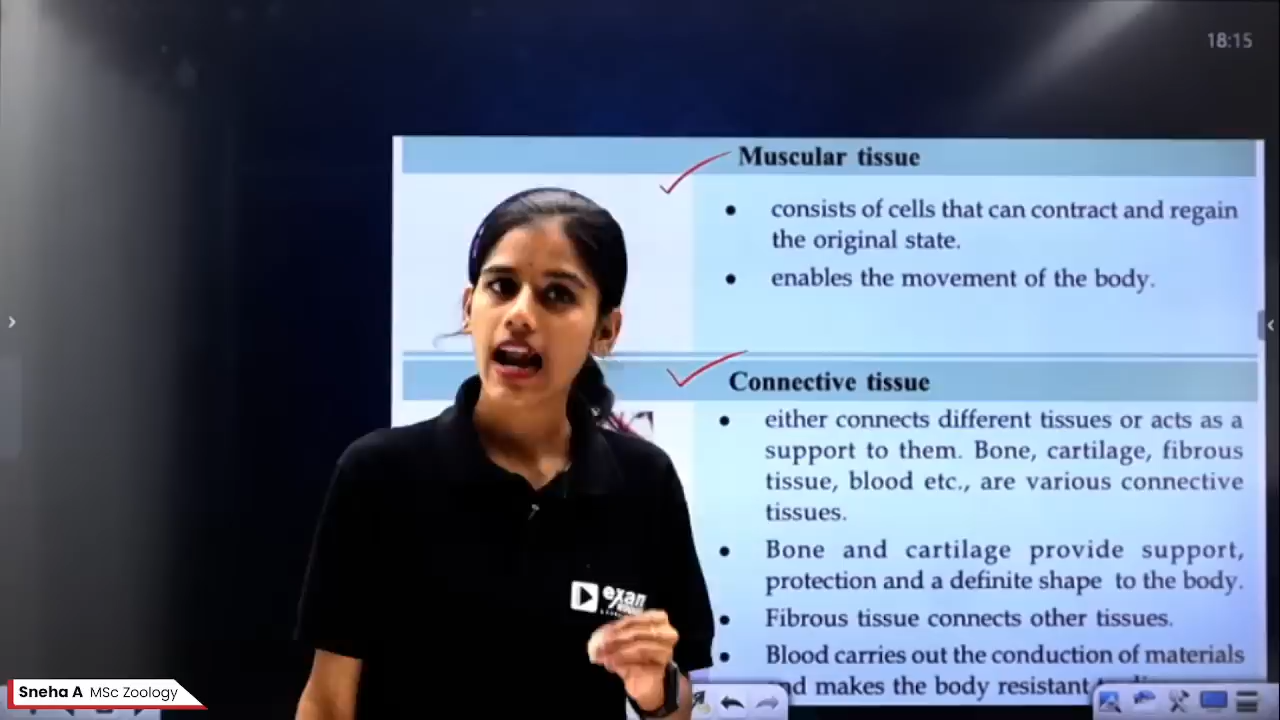 18:15
Muscular tissue
• consists of cells that can contract and regain
the original state.
• enables the movement of the body.
Connective tissue
• either connects different tissues or acts as a
support to them. Bone, cartilage, fibrous
tissue, blood etc., are various connective
tissues.
• Bone and cartilage provide support,
protection and a definite shape to the body.
• Fibrous tissue connects other tissues.
• Blood carries out the conduction of materials
and makes the body resistant
exam
Sneha A MSc Zoology